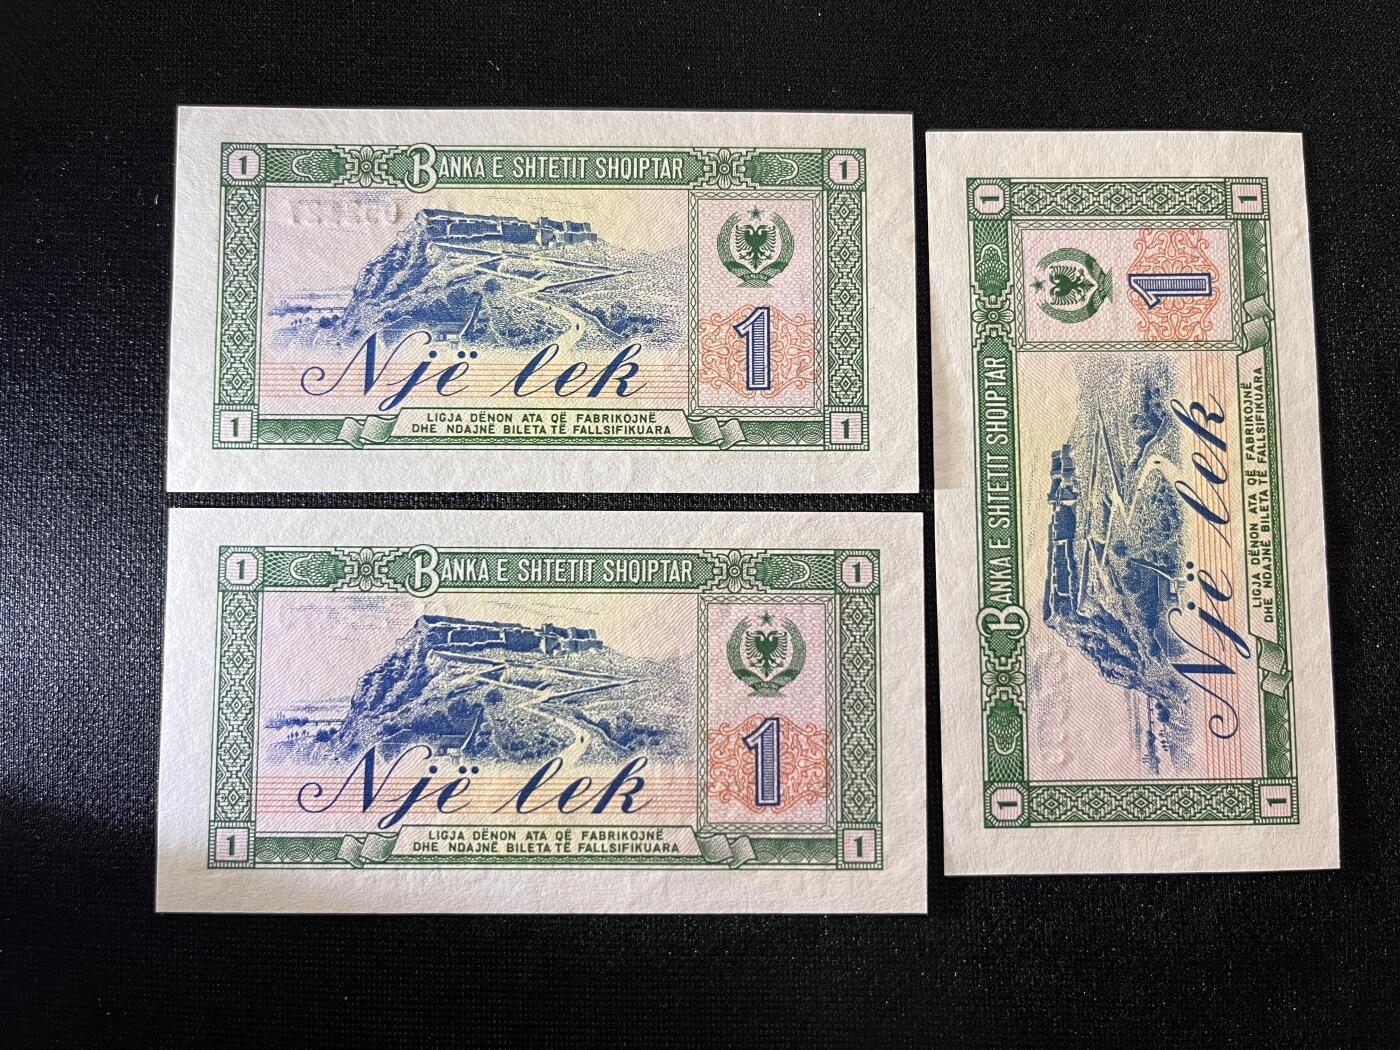 1 BANKA E SHTETIT SHQIPTAR 1
1
Një lek
LIGJA DËNON ATA QË FABRIKOJNË
DHE NDAJNË BILETA TË FALLSIFIKUARA
1 1
1 BANKA E SHTETIT SHQIPTAR 1
1
Një lek
LIGJA DËNON ATA QË FABRIKOJNË
DHE NDAJNË BILETA TË FALLSIFIKUARA
1 1
1 BANKA E SHTETIT SHQIPTAR 1
1
Një lek
LIGJA DËNON ATA QË FABRIKOJNË
DHE NDAJNË BILETA TË FALLSIFIKUARA
1 1